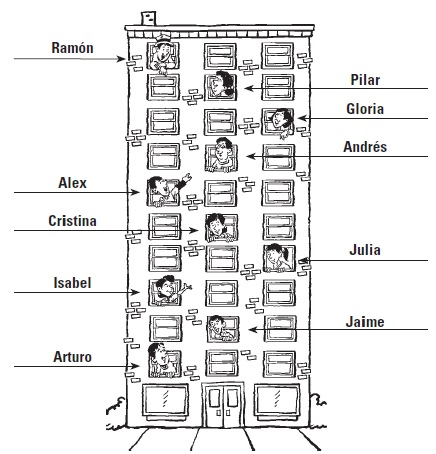 Ramón
Pilar
Gloria
Andrés
Alex
Cristina
Julia
Isabel
Jaime
Arturo